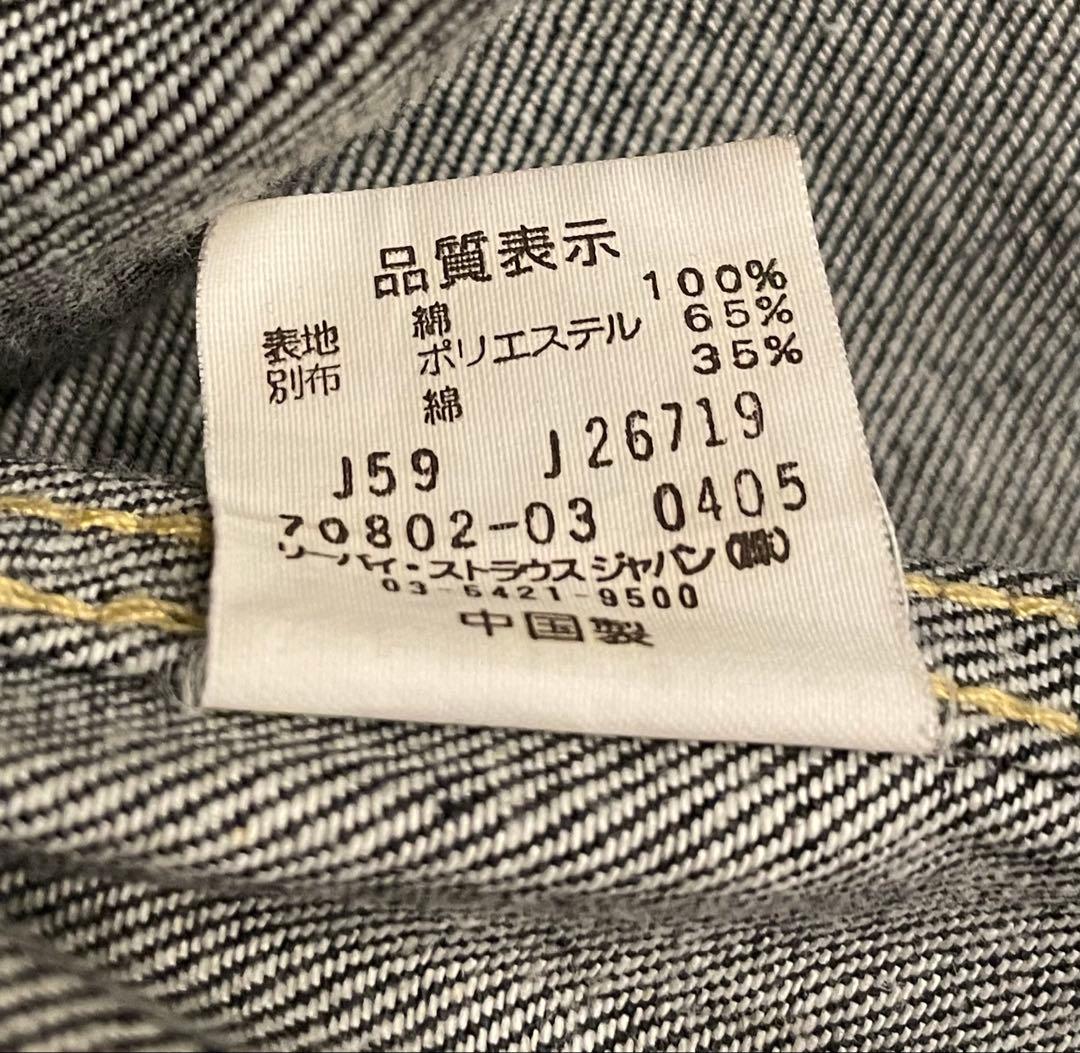 品質表示
表地 綿 100%
別布 ポリエステル 65%
綿 35%
J59 J26719
70802-03 0405
リーバイ・ストラウスジャパン(株)
03-5421-9500
中国製